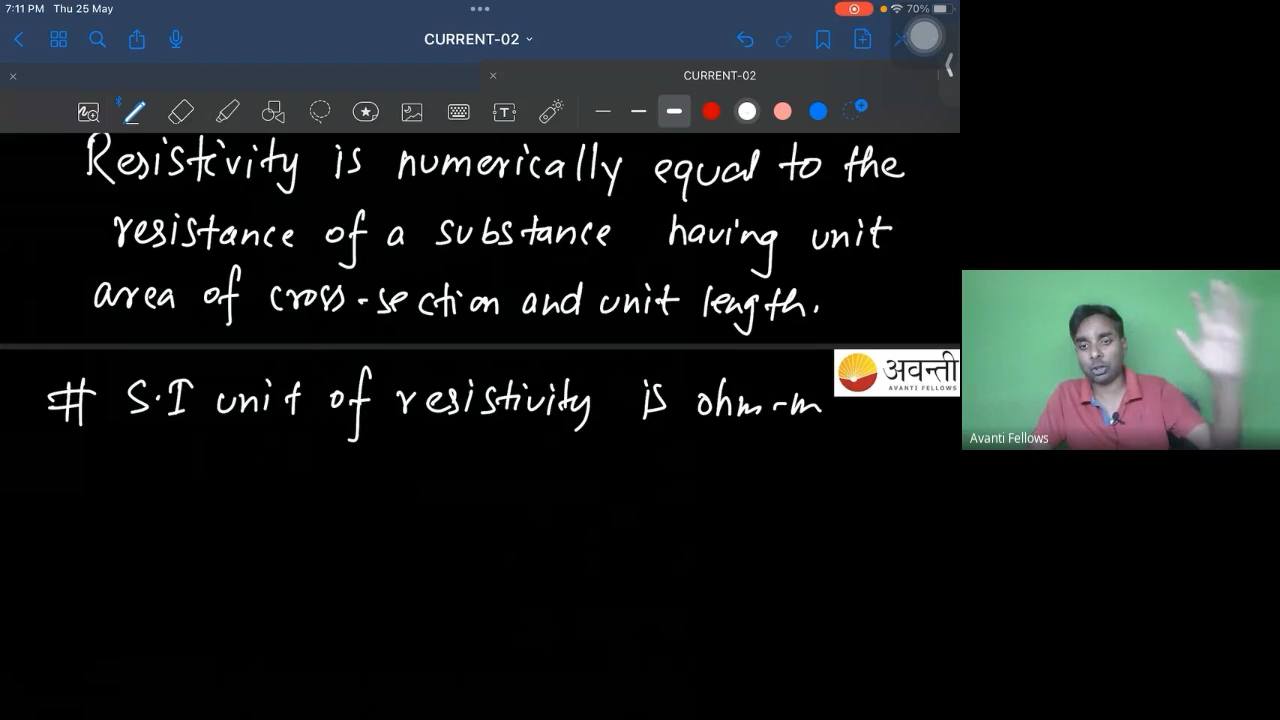 7:11 PM Thu 25 May
70%
CURRENT-02
CURRENT-02
Resistivity is numerically equal to the
resistance of a substance having unit
area of cross-section and unit length.
# S.I unit of resistivity is ohm-m
अवन्ती
AVANTI FELLOWS
Avanti Fellows